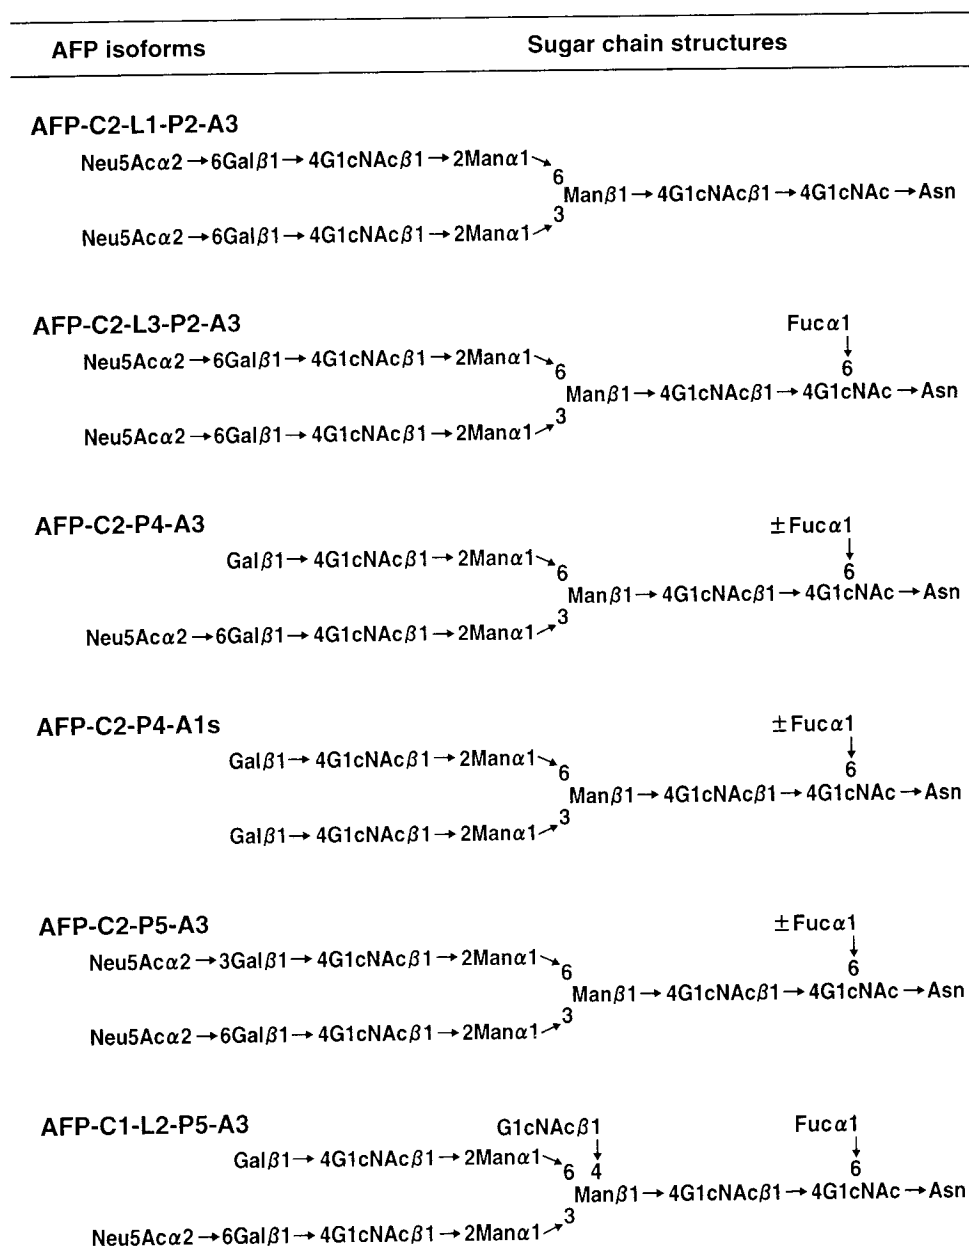 AFP isoforms Sugar chain structures
AFP-C2-L1-P2-A3
Neu5Acα2→6Galβ1→4G1cNAcβ1→2Manα1
6
Manβ1→4G1cNAcβ1→4G1cNAc→Asn
3
Neu5Acα2→6Galβ1→4G1cNAcβ1→2Manα1
AFP-C2-L3-P2-A3 Fucα1
Neu5Acα2→6Galβ1→4G1cNAcβ1→2Manα1
6 6
Manβ1→4G1cNAcβ1→4G1cNAc→Asn
3
Neu5Acα2→6Galβ1→4G1cNAcβ1→2Manα1
AFP-C2-P4-A3 ±Fucα1
Galβ1→4G1cNAcβ1→2Manα1
6 6
Manβ1→4G1cNAcβ1→4G1cNAc→Asn
3
Neu5Acα2→6Galβ1→4G1cNAcβ1→2Manα1
AFP-C2-P4-A1s ±Fucα1
Galβ1→4G1cNAcβ1→2Manα1
6 6
Manβ1→4G1cNAcβ1→4G1cNAc→Asn
3
Galβ1→4G1cNAcβ1→2Manα1
AFP-C2-P5-A3 ±Fucα1
Neu5Acα2→3Galβ1→4G1cNAcβ1→2Manα1
6 6
Manβ1→4G1cNAcβ1→4G1cNAc→Asn
3
Neu5Acα2→6Galβ1→4G1cNAcβ1→2Manα1
AFP-C1-L2-P5-A3 G1cNAcβ1 Fucα1
Galβ1→4G1cNAcβ1→2Manα1
6 4 6
Manβ1→4G1cNAcβ1→4G1cNAc→Asn
3
Neu5Acα2→6Galβ1→4G1cNAcβ1→2Manα1